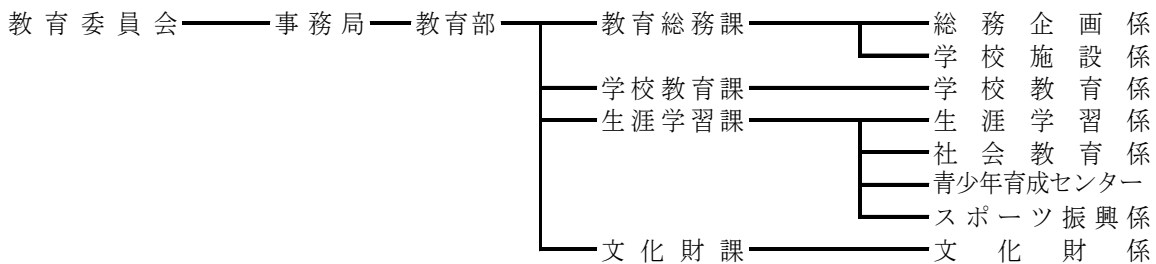 教育委員会 事務局 教育部 教育総務課 総務企画係
学校施設係
学校教育課 学校教育係
生涯学習課 生涯学習係
社会教育係
青少年育成センター
スポーツ振興係
文化財課 文化財係